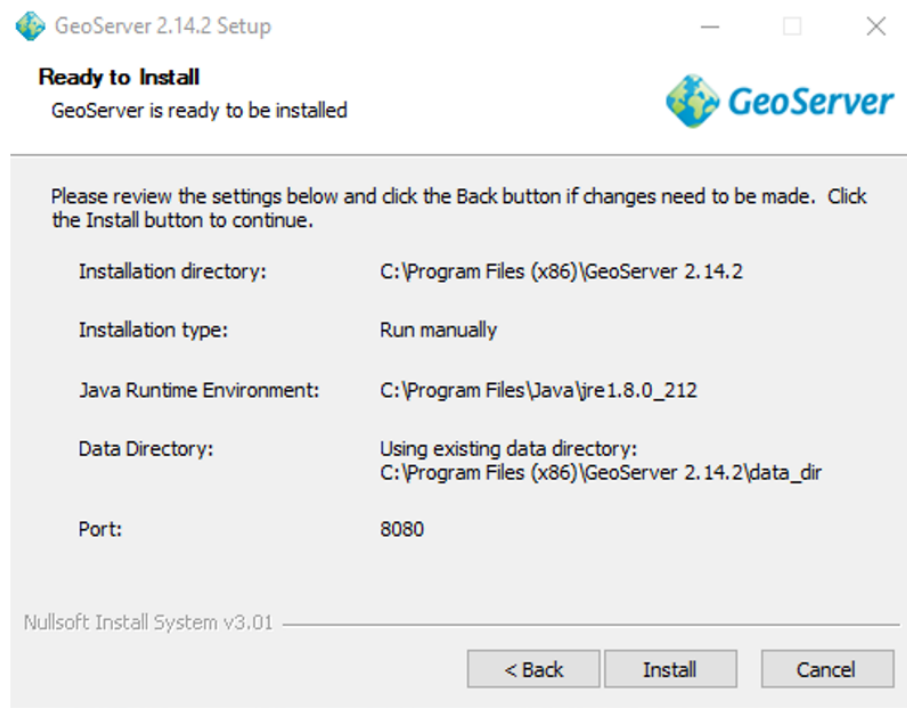 GeoServer 2.14.2 Setup
Ready to Install
GeoServer is ready to be installed
GeoServer
Please review the settings below and click the Back button if changes need to be made. Click
the Install button to continue.
Installation directory: C:\Program Files (x86)\GeoServer 2.14.2
Installation type: Run manually
Java Runtime Environment: C:\Program Files\Java\jre1.8.0_212
Data Directory: Using existing data directory:
C:\Program Files (x86)\GeoServer 2.14.2\data_dir
Port: 8080
Nullsoft Install System v3.01
< Back Install Cancel